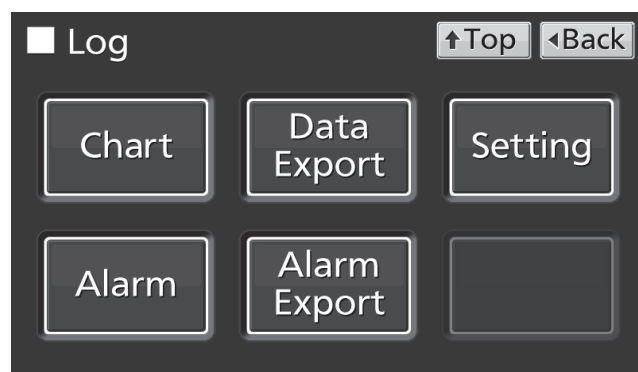 Log
↑Top
◂Back
Chart
Data
Export
Setting
Alarm
Alarm
Export